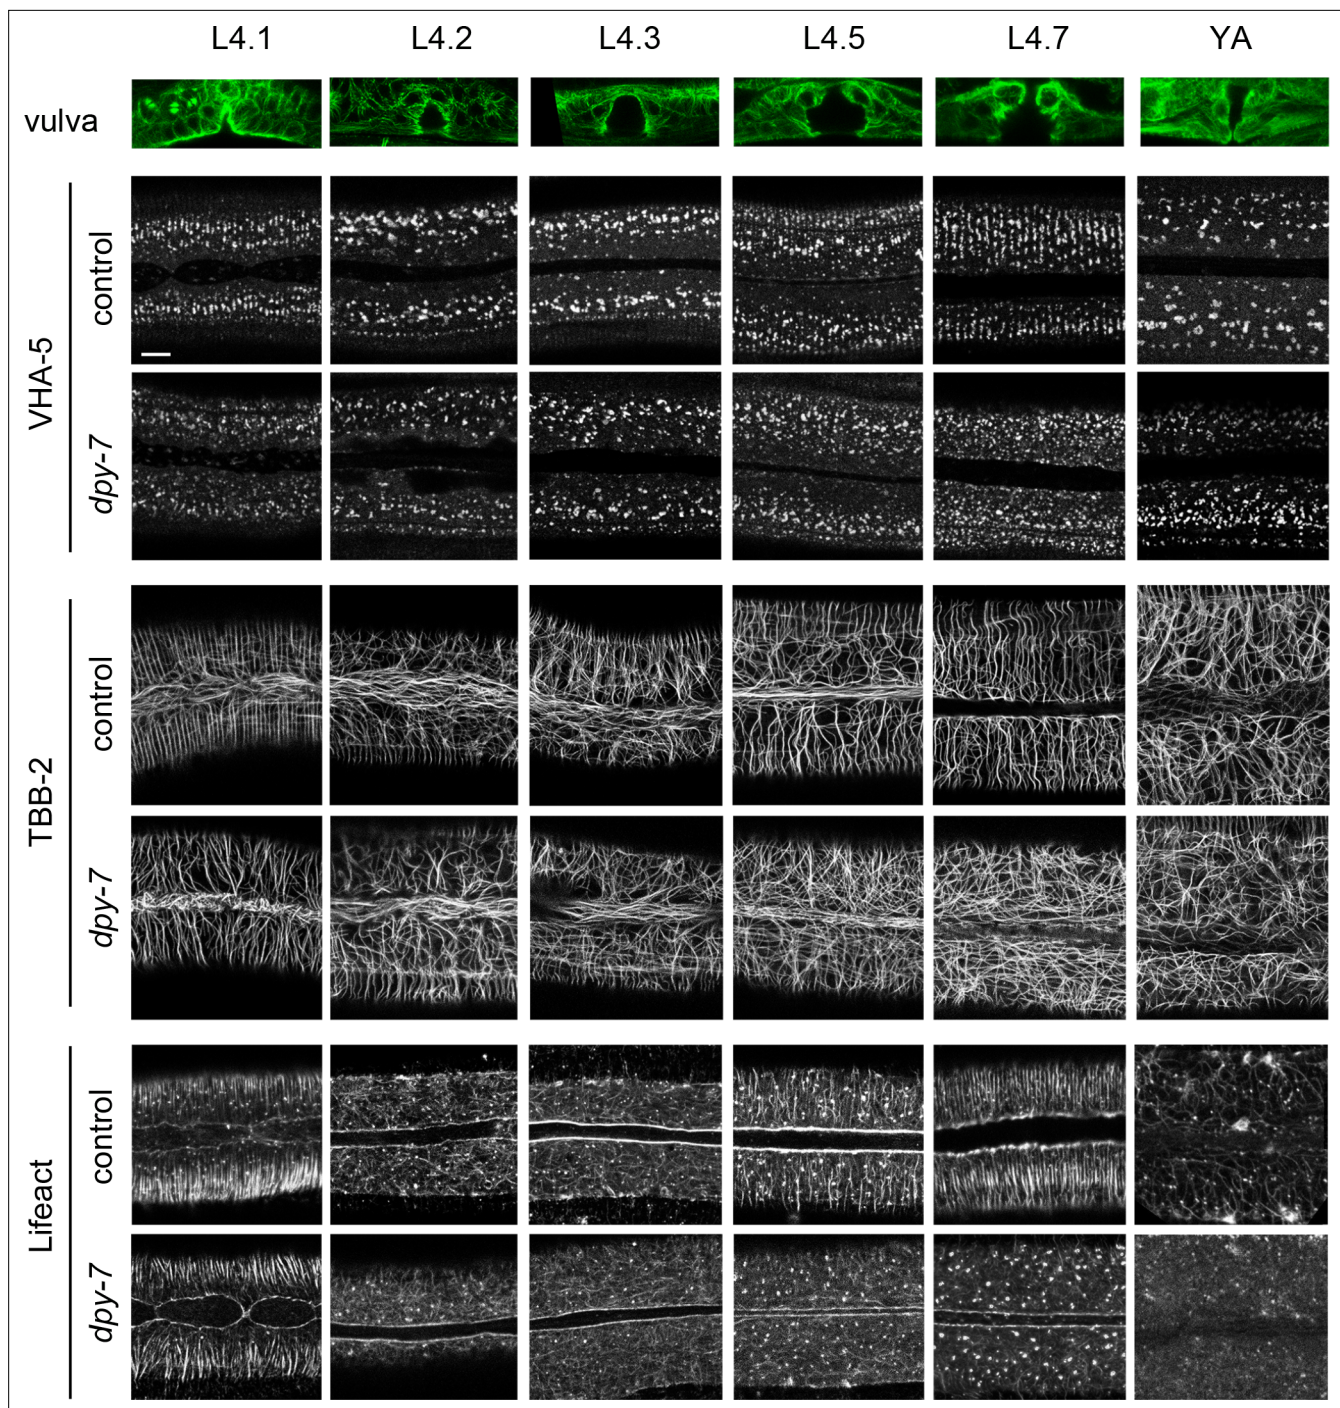 L4.1 L4.2 L4.3 L4.5 L4.7 YA
vulva
VHA-5
control
dpy-7
TBB-2
control
dpy-7
Lifeact
control
dpy-7